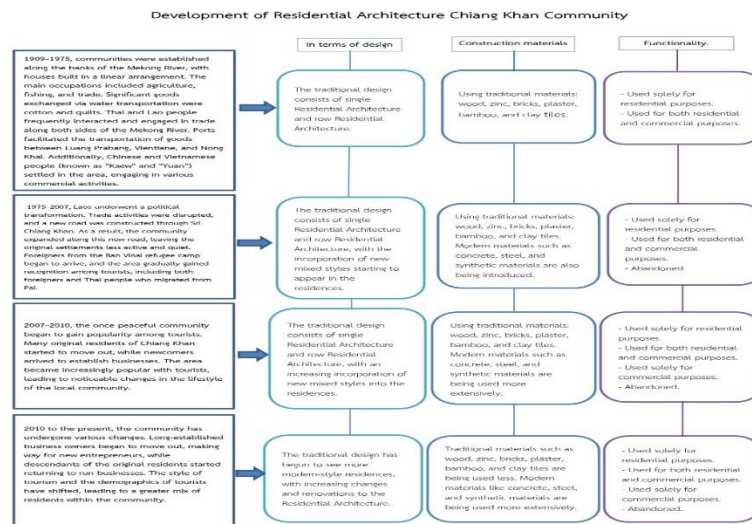 Development of Residential Architecture Chiang Khan Community
In terms of design
Construction materials
Functionality.
1909-1975, communities were established
along the banks of the Mekong River, with
houses built in a linear arrangement. The
main occupations included agriculture,
fishing, and trade. Significant goods
exchanged via water transportation were
cotton and quilts. Thai and Lao people
frequently interacted and engaged in trade
along both sides of the Mekong River. Ports
facilitated the transportation of goods
between Luang Prabang, Vientiane, and Nong
Khai. Additionally, Chinese and Vietnamese
people (known as "Kaew" and "Yuan")
settled in the area, engaging in various
commercial activities.
The traditional design
consists of single
Residential Architecture
and row Residential
Architecture.
Using traditional materials:
wood, zinc, bricks, plaster,
bamboo, and clay tiles.
- Used solely for residential
purposes.
- Used for both residential
and commercial purposes.
1975-2007, Laos underwent a political
transformation. Trade activities were disrupted,
and a new road was constructed through Sri
Chiang Khan. As a result, the community
expanded along this new road, leaving the
original settlements less active and quiet.
Foreigners from the Ban Vinai refugee camp
began to arrive, and the area gradually gained
recognition among tourists, including both
foreigners and Thai people who migrated from
Pai.
The traditional design
consists of single
Residential Architecture
and row Residential
Architecture, with the
incorporation of new
mixed styles starting to
appear in the
residences.
Using traditional materials:
wood, zinc, bricks, plaster,
bamboo, and clay tiles.
Modern materials such as
concrete, steel, and
synthetic materials are also
being introduced.
- Used solely for
residential purposes.
- Used for both residential
and commercial
purposes.
- Abandoned
2007-2010, the once peaceful community
began to gain popularity among tourists.
Many original residents of Chiang Khan
started to move out, while newcomers
arrived to establish businesses. The area
became increasingly popular with tourists,
leading to noticeable changes in the lifestyle
of the local community.
The traditional design
consists of single
Residential Architecture
and row Residential
Architecture, with an
increasing incorporation of
new mixed styles into the
residences.
Using traditional materials:
wood, zinc, bricks, plaster,
bamboo, and clay tiles.
Modern materials such as
concrete, steel, and
synthetic materials are
being used more
extensively.
- Used solely for residential
purposes.
- Used for both residential
and commercial purposes.
- Used solely for
commercial purposes.
- Abandoned.
2010 to the present, the community has
undergone various changes. Long-established
business owners began to move out, making
way for new entrepreneurs, while
descendants of the original residents started
returning to run businesses. The style of
tourism and the demographics of tourists
have shifted, leading to a greater mix of
residents within the community.
The traditional design has
begun to see more
modern-style residences,
with increasing changes
and renovations to the
Residential Architecture.
Traditional materials such as
wood, zinc, bricks, plaster,
bamboo, and clay tiles are
being used less. Modern
materials like concrete, steel,
and synthetic materials are
being used more extensively.
- Used solely for
residential purposes.
- Used for both residential
and commercial purposes.
- Used solely for
commercial purposes.
- Abandoned.